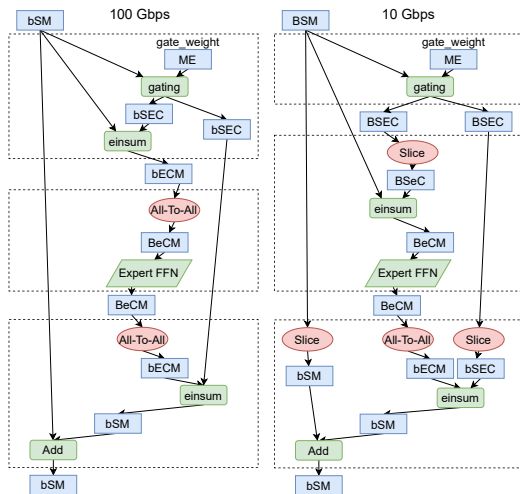 100 Gbps
bSM
gate_weight
ME
gating
bSEC
bSEC
einsum
bECM
All-To-All
BeCM
Expert FFN
BeCM
All-To-All
bECM
einsum
bSM
Add
bSM
10 Gbps
BSM
gate_weight
ME
gating
BSEC
BSEC
Slice
BSeC
einsum
BeCM
Expert FFN
BeCM
Slice
All-To-All
Slice
bSM
bECM
bSEC
einsum
bSM
Add
bSM